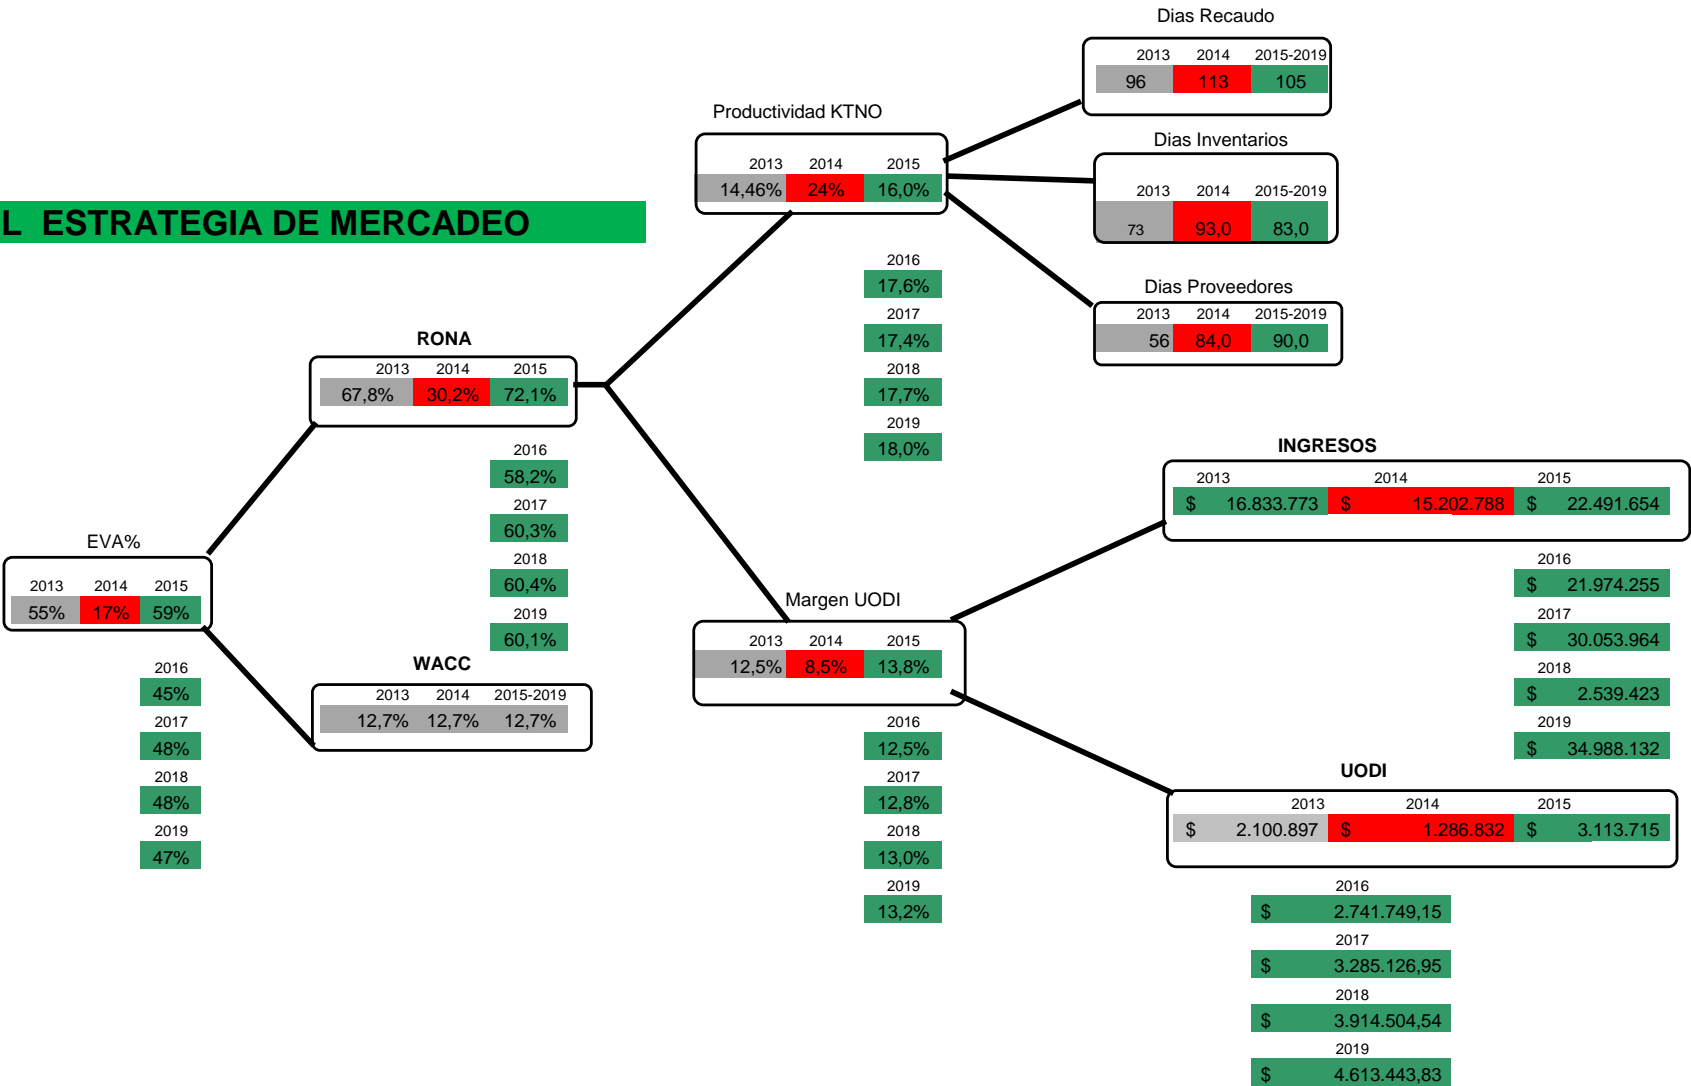 Dias Recaudo
2013 2014 2015-2019
96 113 105
Productividad KTNO
2013 2014 2015
14,46% 24% 16,0%
Dias Inventarios
2013 2014 2015-2019
73 93,0 83,0
L ESTRATEGIA DE MERCADEO
2016
17,6%
2017
17,4%
2018
17,7%
2019
18,0%
Dias Proveedores
2013 2014 2015-2019
56 84,0 90,0
RONA
2013 2014 2015
67,8% 30,2% 72,1%
2016
58,2%
2017
60,3%
2018
60,4%
2019
60,1%
INGRESOS
2013 2014 2015
$ 16.833.773 $ 15.202.788 $ 22.491.654
2016
$ 21.974.255
2017
$ 30.053.964
2018
$ 2.539.423
2019
$ 34.988.132
EVA%
2013 2014 2015
55% 17% 59%
2016
45%
2017
48%
2018
48%
2019
47%
WACC
2013 2014 2015-2019
12,7% 12,7% 12,7%
Margen UODI
2013 2014 2015
12,5% 8,5% 13,8%
2016
12,5%
2017
12,8%
2018
13,0%
2019
13,2%
UODI
2013 2014 2015
$ 2.100.897 $ 1.286.832 $ 3.113.715
2016
$ 2.741.749,15
2017
$ 3.285.126,95
2018
$ 3.914.504,54
2019
$ 4.613.443,83